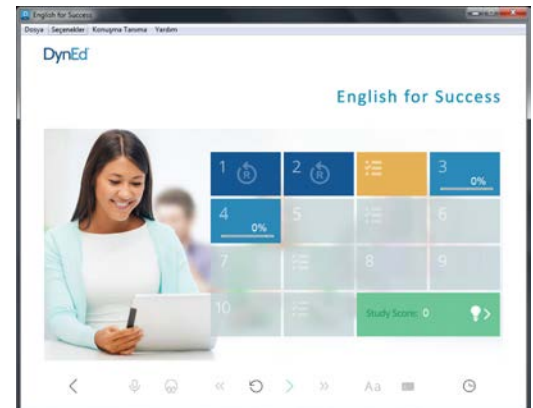 English for Success
Dosya Seçenekler Konuşma Tanıma Yardım
DynEd
English for Success
1 R 2 R 3 0%
4 0% 5 6
7 8 9
10 Study Score: 0
Aa